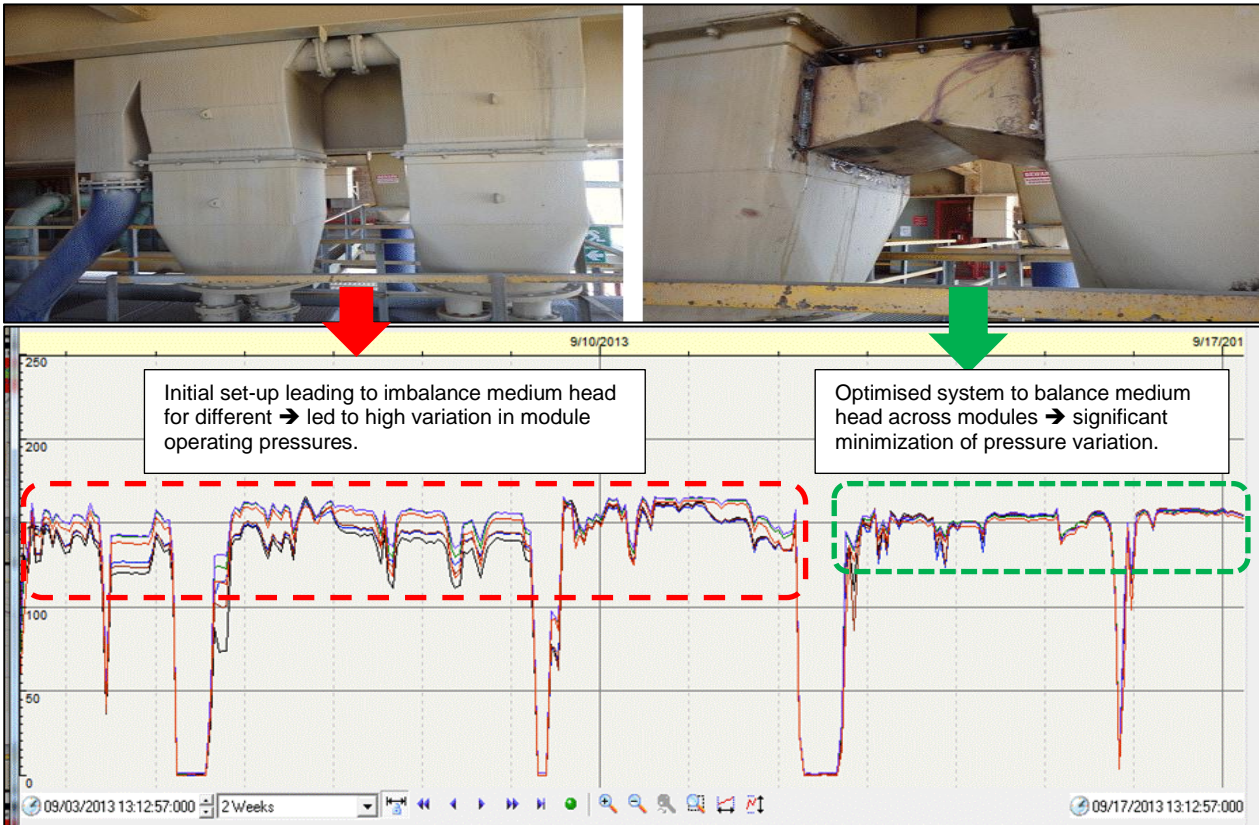 9/10/2013
9/17/201
250
Initial set-up leading to imbalance medium head
for different ➔ led to high variation in module
operating pressures.
Optimised system to balance medium
head across modules ➔ significant
minimization of pressure variation.
200
150
100
50
0
09/03/2013 13:12:57:000
2 Weeks
09/17/2013 13:12:57:000